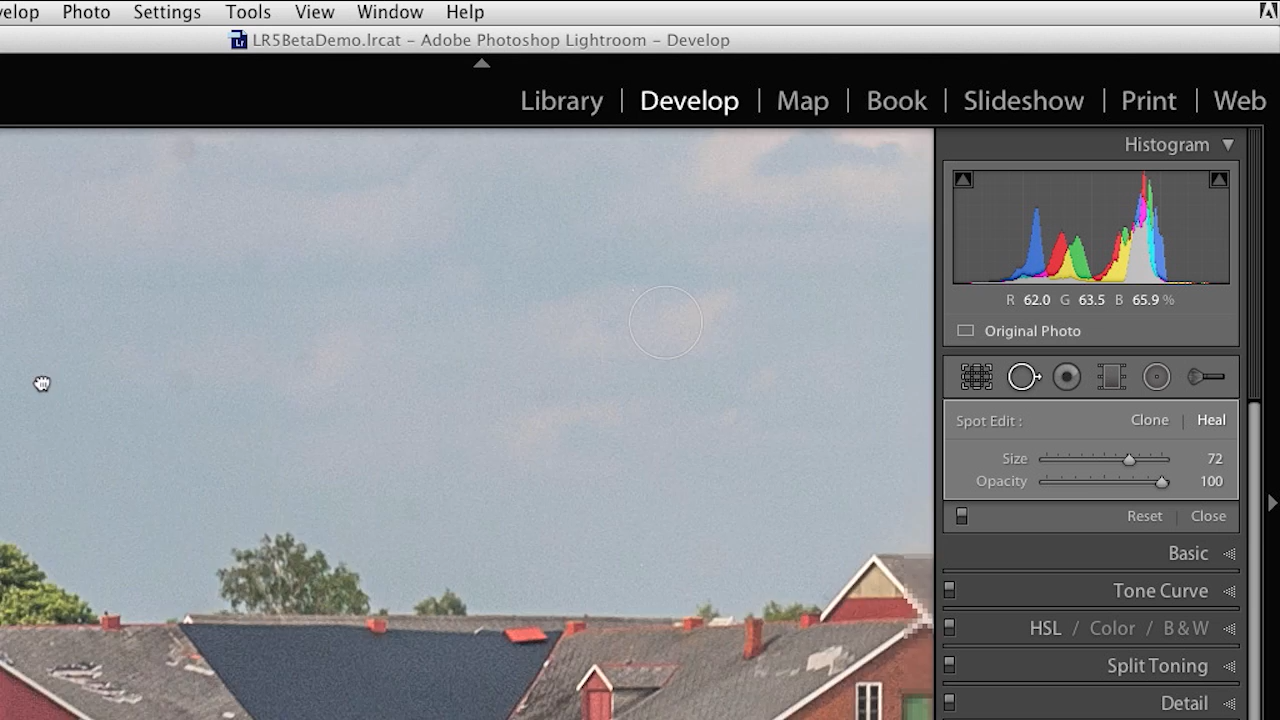 velop Photo Settings Tools View Window Help
LR5BetaDemo.lrcat – Adobe Photoshop Lightroom – Develop
Library | Develop | Map | Book | Slideshow | Print | Web
Histogram
R 62.0 G 63.5 B 65.9 %
Original Photo
Spot Edit : Clone | Heal
Size 72
Opacity 100
Reset | Close
Basic
Tone Curve
HSL / Color / B & W
Split Toning
Detail